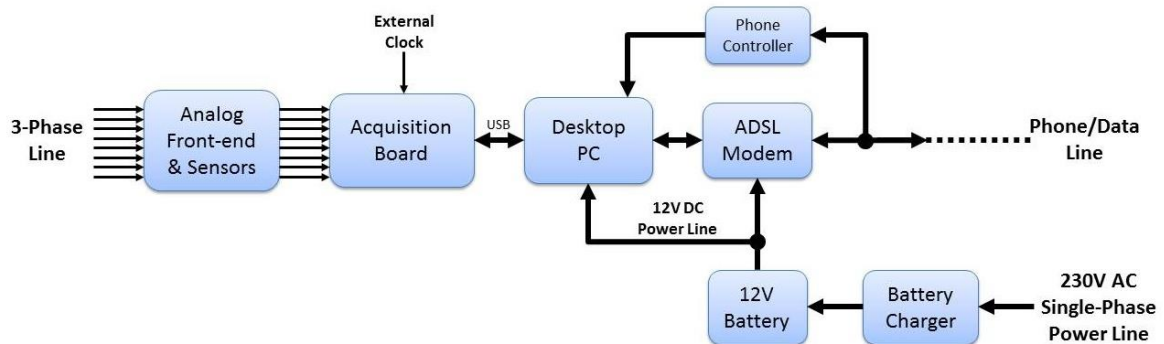 External
Clock
Phone
Controller
3-Phase
Line
Analog
Front-end
& Sensors
Acquisition
Board
USB
Desktop
PC
ADSL
Modem
Phone/Data
Line
12V DC
Power Line
12V
Battery
Battery
Charger
230V AC
Single-Phase
Power Line